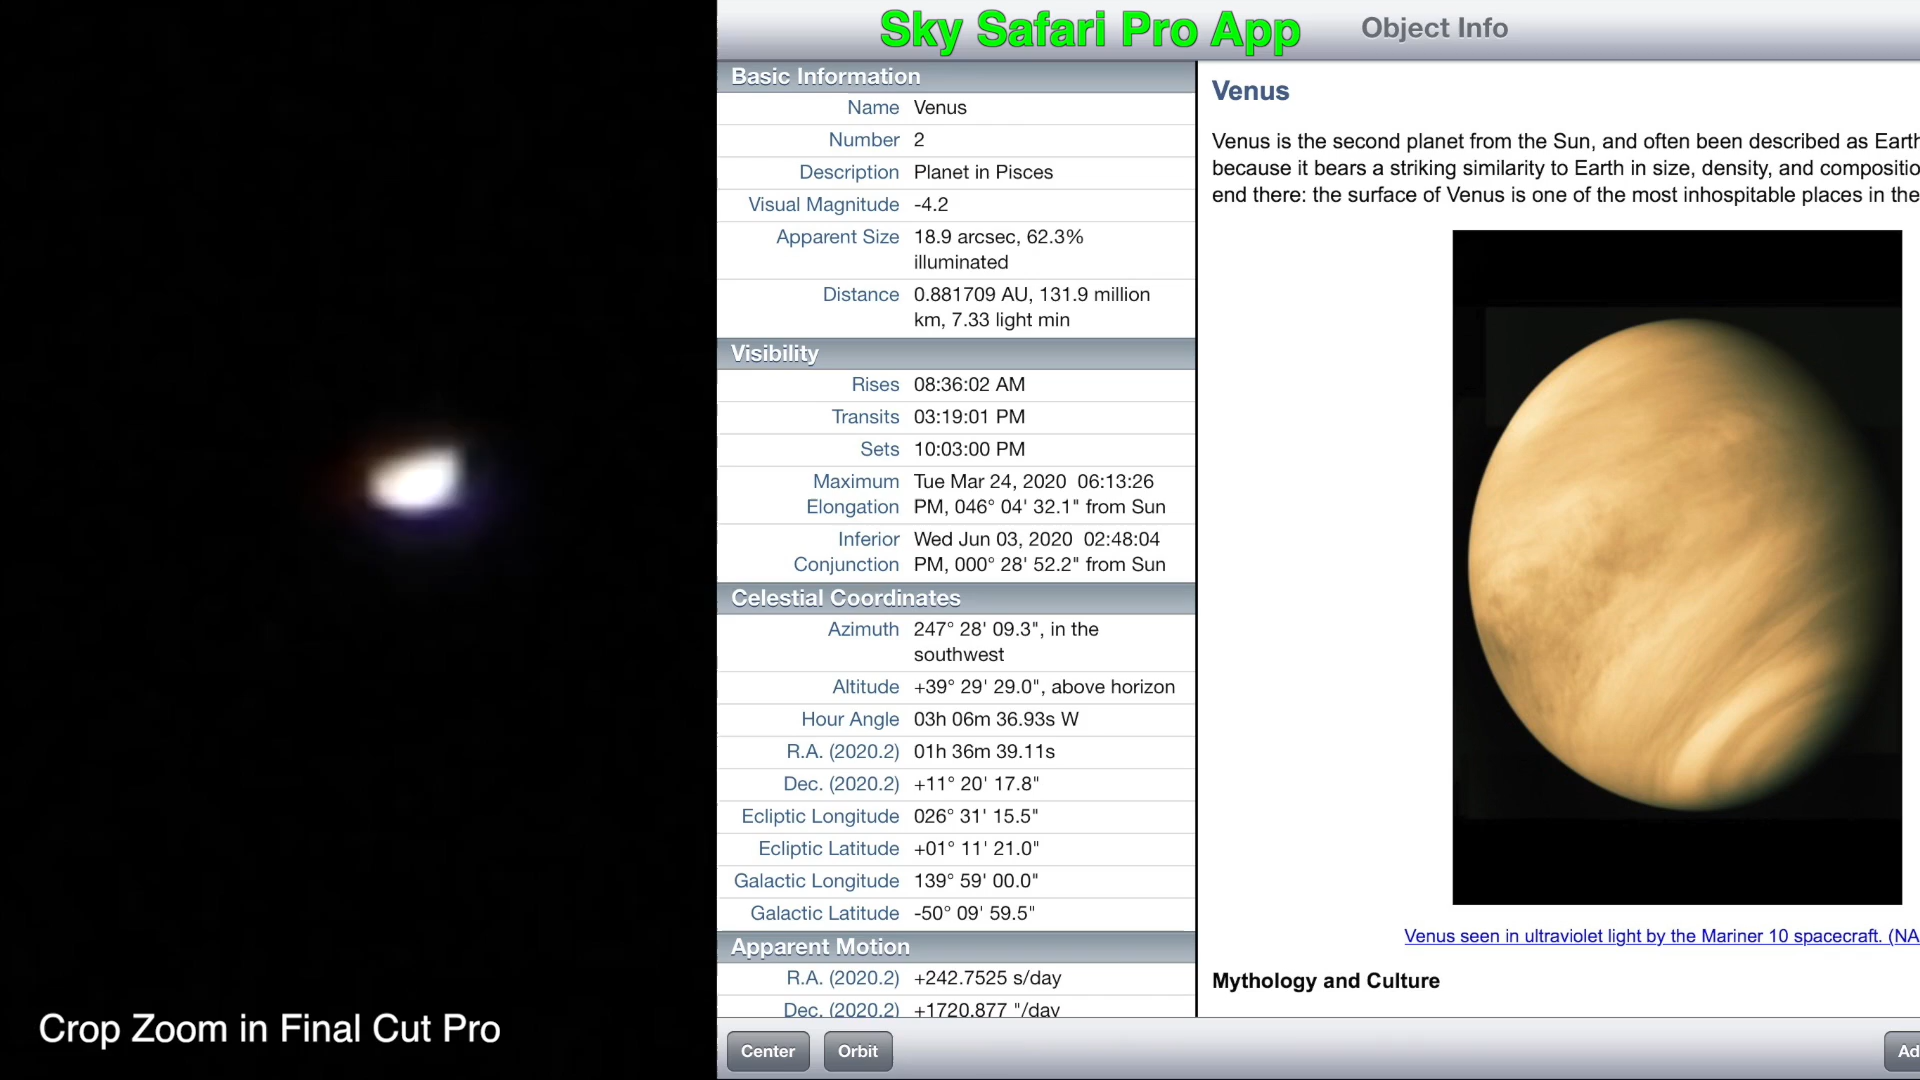 Sky Safari Pro App
Object Info
Basic Information
Name Venus
Number 2
Description Planet in Pisces
Visual Magnitude -4.2
Apparent Size 18.9 arcsec, 62.3%
illuminated
Distance 0.881709 AU, 131.9 million
km, 7.33 light min
Visibility
Rises 08:36:02 AM
Transits 03:19:01 PM
Sets 10:03:00 PM
Maximum Tue Mar 24, 2020 06:13:26
Elongation PM, 046° 04' 32.1" from Sun
Inferior Wed Jun 03, 2020 02:48:04
Conjunction PM, 000° 28' 52.2" from Sun
Celestial Coordinates
Azimuth 247° 28' 09.3", in the
southwest
Altitude +39° 29' 29.0", above horizon
Hour Angle 03h 06m 36.93s W
R.A. (2020.2) 01h 36m 39.11s
Dec. (2020.2) +11° 20' 17.8"
Ecliptic Longitude 026° 31' 15.5"
Ecliptic Latitude +01° 11' 21.0"
Galactic Longitude 139° 59' 00.0"
Galactic Latitude -50° 09' 59.5"
Apparent Motion
R.A. (2020.2) +242.7525 s/day
Dec. (2020.2) +1720.877 "/day
Center
Orbit
Venus
Venus is the second planet from the Sun, and often been described as Earth
because it bears a striking similarity to Earth in size, density, and compositio
end there: the surface of Venus is one of the most inhospitable places in the
Venus seen in ultraviolet light by the Mariner 10 spacecraft. (NA
Mythology and Culture
Ad
Crop Zoom in Final Cut Pro